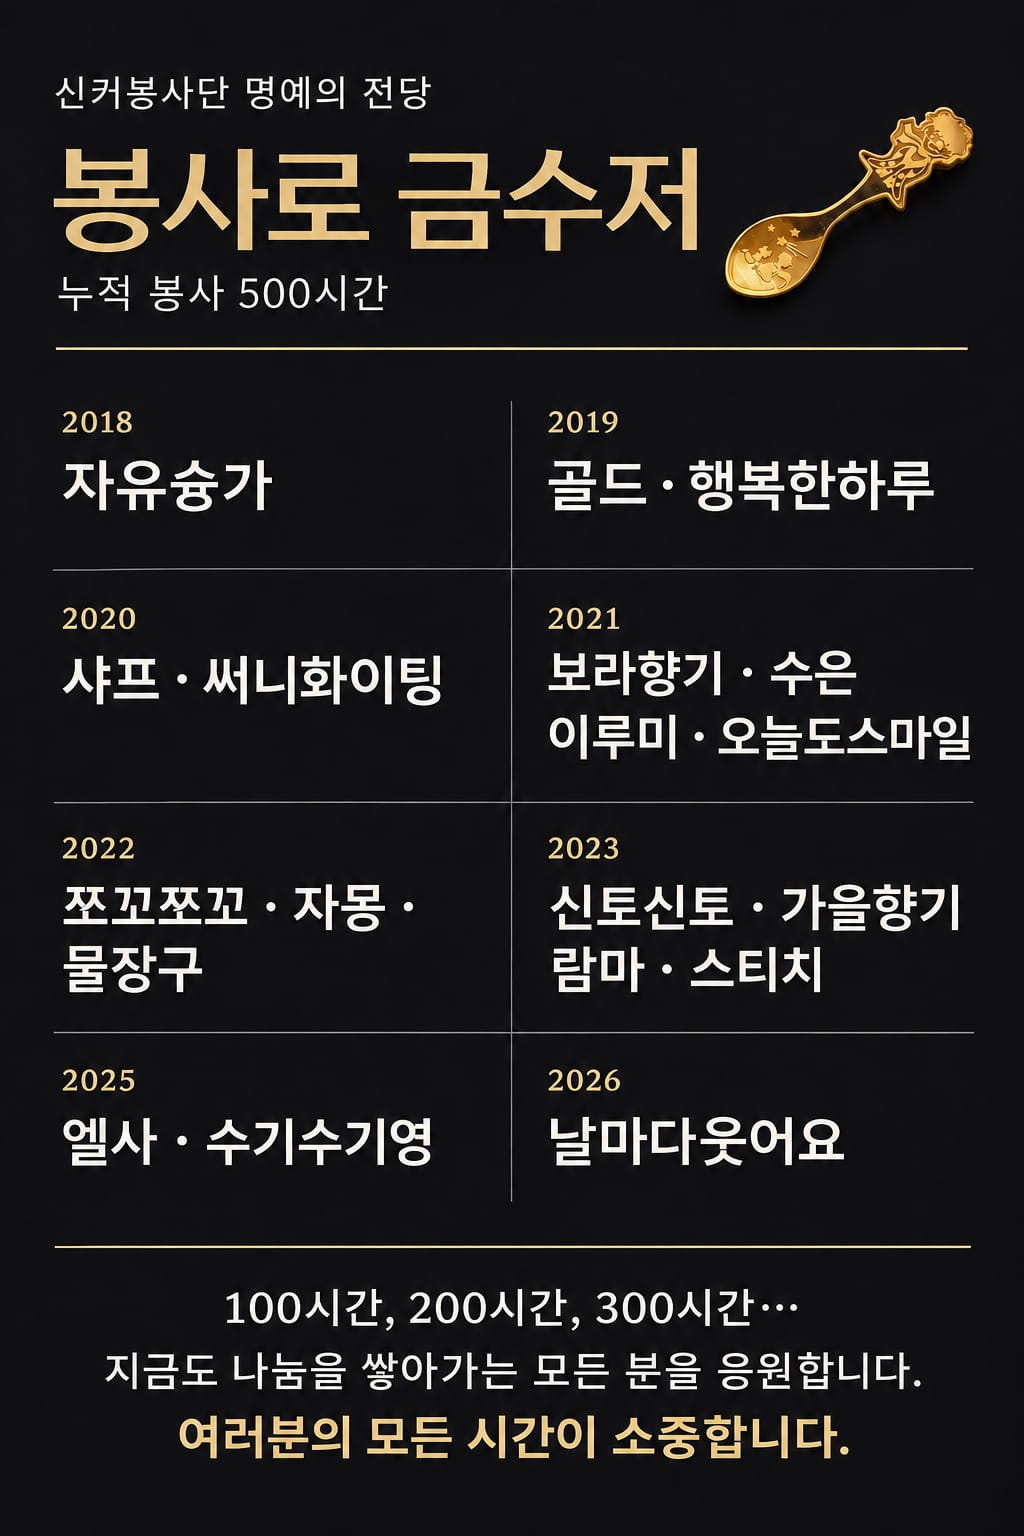 신커봉사단 명예의 전당
봉사로 금수저
누적 봉사 500시간
2018
자유슝가
2019
골드 · 행복한하루
2020
샤프 · 써니화이팅
2021
보라향기 · 수은
이루미 · 오늘도스마일
2022
쪼꼬쪼꼬 · 자몽 ·
물장구
2023
신토신토 · 가을향기
람마 · 스티치
2025
엘사 · 수기수기영
2026
날마다웃어요
100시간, 200시간, 300시간⋯
지금도 나눔을 쌓아가는 모든 분을 응원합니다.
여러분의 모든 시간이 소중합니다.